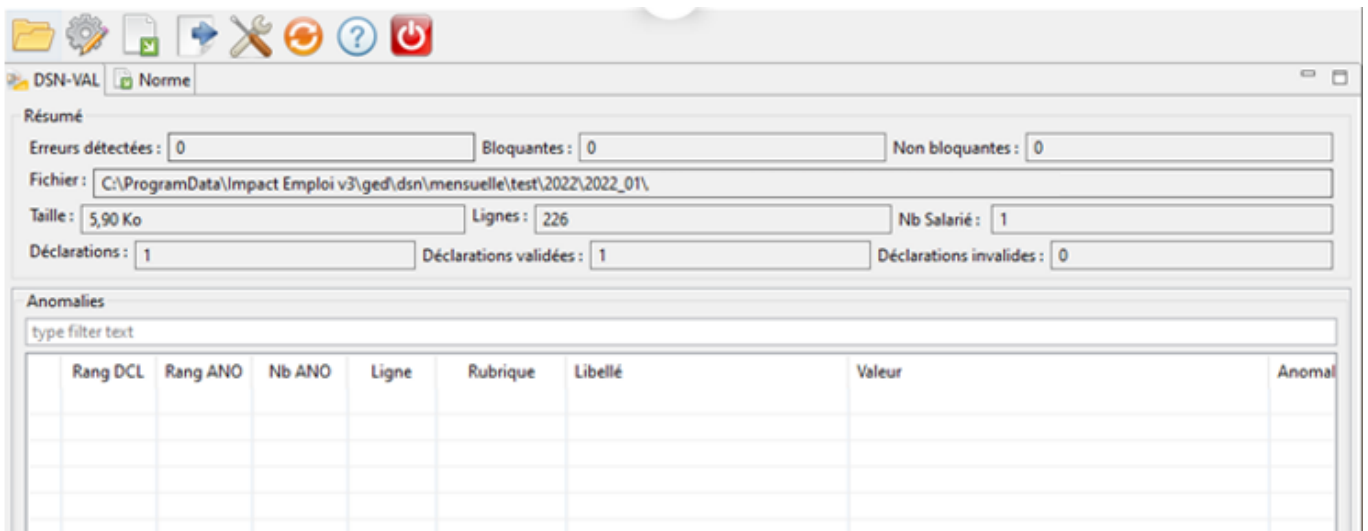 DSN-VAL Norme
Résumé
Erreurs détectées : 0 Bloquantes : 0 Non bloquantes : 0
Fichier : C:\ProgramData\Impact Emploi v3\ged\dsn\mensuelle\test\2022\2022_01\
Taille : 5,90 Ko Lignes : 226 Nb Salarié : 1
Déclarations : 1 Déclarations validées : 1 Déclarations invalides : 0
Anomalies
type filter text
Rang DCL Rang ANO Nb ANO Ligne Rubrique Libellé Valeur Anomal